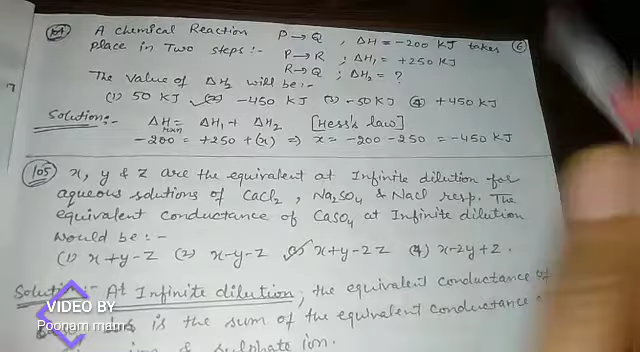 104 A chemical Reaction P→Q , ΔH = -200 KJ takes 6
place in Two steps:- P→R ; ΔH₁ = +250 KJ
R→Q ; ΔH₂ = ?
The value of ΔH₂ will be:-
(1) 50 KJ (2) -450 KJ (3) -50 KJ (4) +450 KJ
Solution:- ΔH = ΔH₁ + ΔH₂ [Hess's law]
-200 = +250 + (x) ⇒ x = -200 - 250 = -450 KJ
105 x, y & z are the equivalent at Infinite dilution for
aqueous solutions of CaCl₂ , Na₂SO₄ & NaCl resp. The
equivalent conductance of CaSO₄ at Infinite dilution
would be:-
(1) x+y-z (2) x-y-z x+y-2z (4) x-2y+z .
Solution:- At Infinite dilution, the equivalent conductance of
is the sum of the equivalent conductance
& sulphate ion.
VIDEO BY
Poonam mam